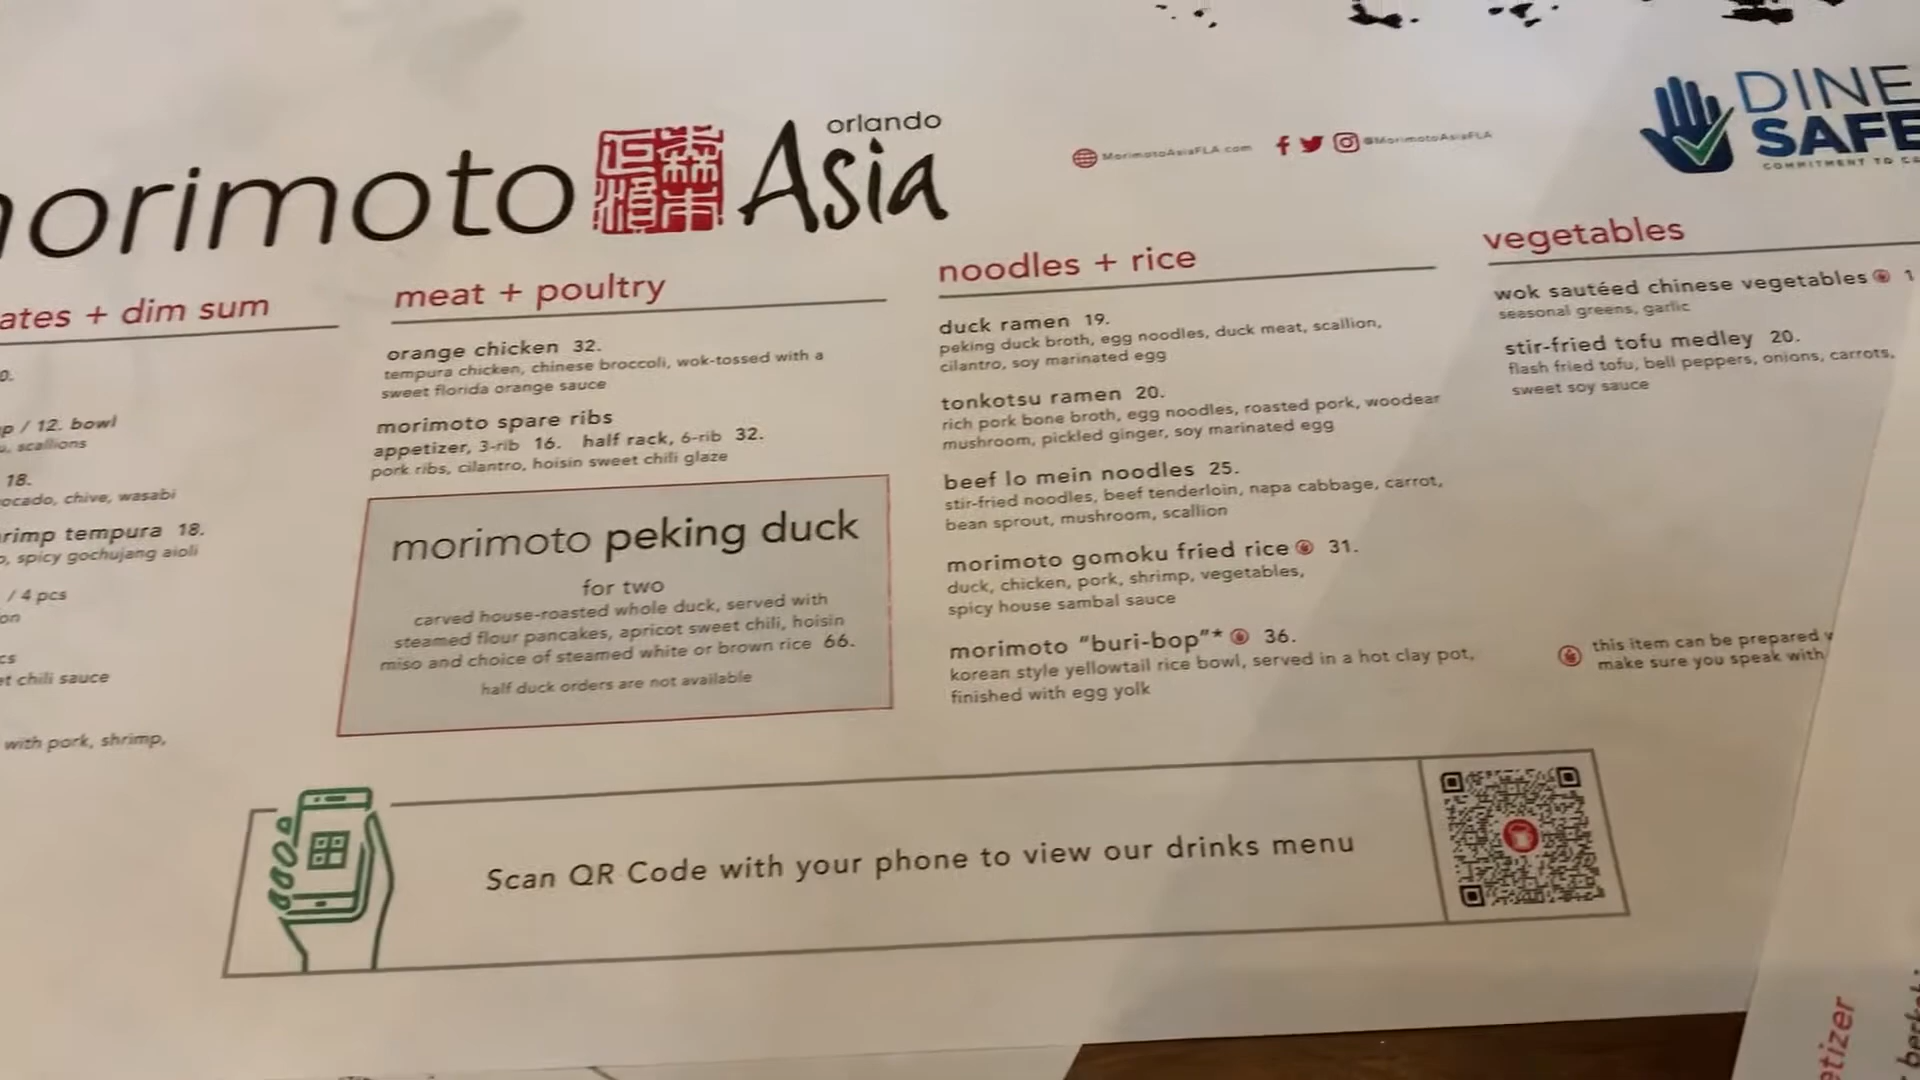 orimoto
orlando
Asia
MorimotoAsiaFLA.com
@MorimotoAsiaFLA
DINE
SAFE
COMMITMENT TO
ates + dim sum
0.
p / 12. bowl
scallions
18.
ocado, chive, wasabi
rimp tempura 18.
spicy gochujang aioli
/ 4 pcs
on
cs
et chili sauce
with pork, shrimp,
meat + poultry
orange chicken 32.
tempura chicken, chinese broccoli, wok-tossed with a
sweet florida orange sauce
morimoto spare ribs
appetizer, 3-rib 16. half rack, 6-rib 32.
pork ribs, cilantro, hoisin sweet chili glaze
morimoto peking duck
for two
carved house-roasted whole duck, served with
steamed flour pancakes, apricot sweet chili, hoisin
miso and choice of steamed white or brown rice 66.
half duck orders are not available
noodles + rice
duck ramen 19.
peking duck broth, egg noodles, duck meat, scallion,
cilantro, soy marinated egg
tonkotsu ramen 20.
rich pork bone broth, egg noodles, roasted pork, woodear
mushroom, pickled ginger, soy marinated egg
beef lo mein noodles 25.
stir-fried noodles, beef tenderloin, napa cabbage, carrot,
bean sprout, mushroom, scallion
morimoto gomoku fried rice 31.
duck, chicken, pork, shrimp, vegetables,
spicy house sambal sauce
morimoto "buri-bop"* 36.
korean style yellowtail rice bowl, served in a hot clay pot,
finished with egg yolk
vegetables
wok sautéed chinese vegetables 1
seasonal greens, garlic
stir-fried tofu medley 20.
flash fried tofu, bell peppers, onions, carrots,
sweet soy sauce
this item can be prepared
make sure you speak with
Scan QR Code with your phone to view our drinks menu
etizer